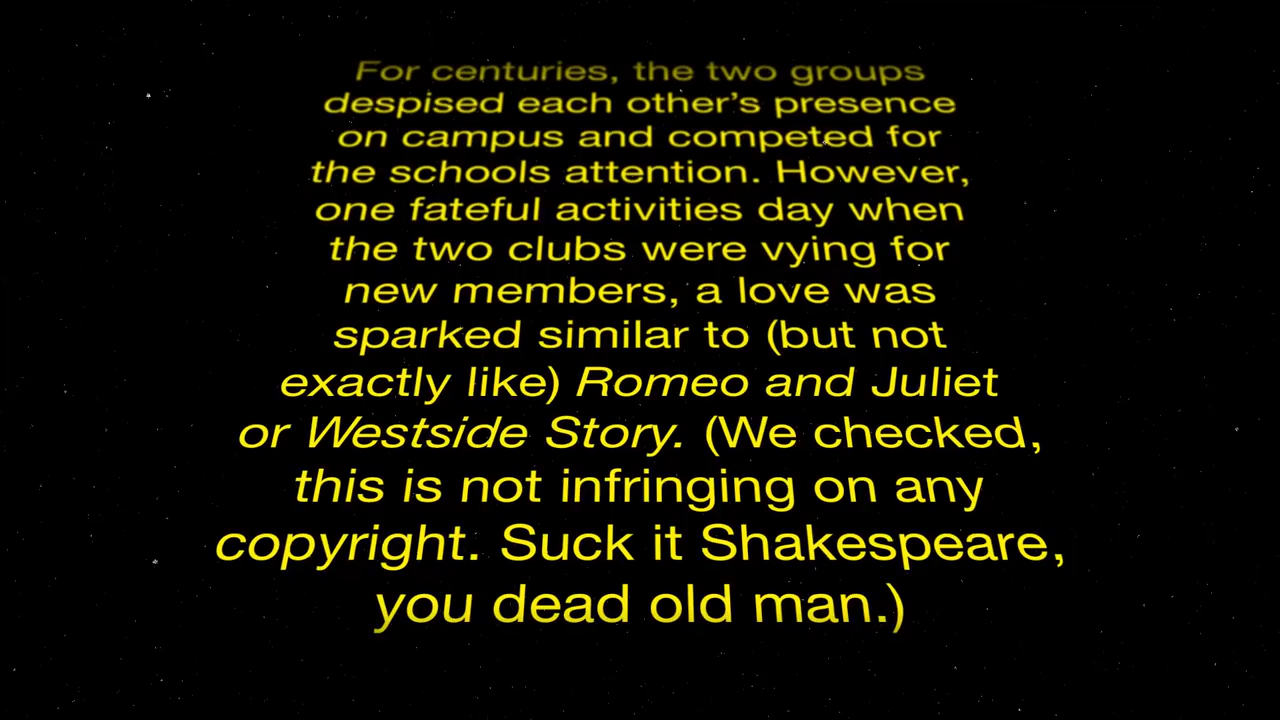 For centuries, the two groups
despised each other’s presence
on campus and competed for
the schools attention. However,
one fateful activities day when
the two clubs were vying for
new members, a love was
sparked similar to (but not
exactly like) Romeo and Juliet
or Westside Story. (We checked,
this is not infringing on any
copyright. Suck it Shakespeare,
you dead old man.)